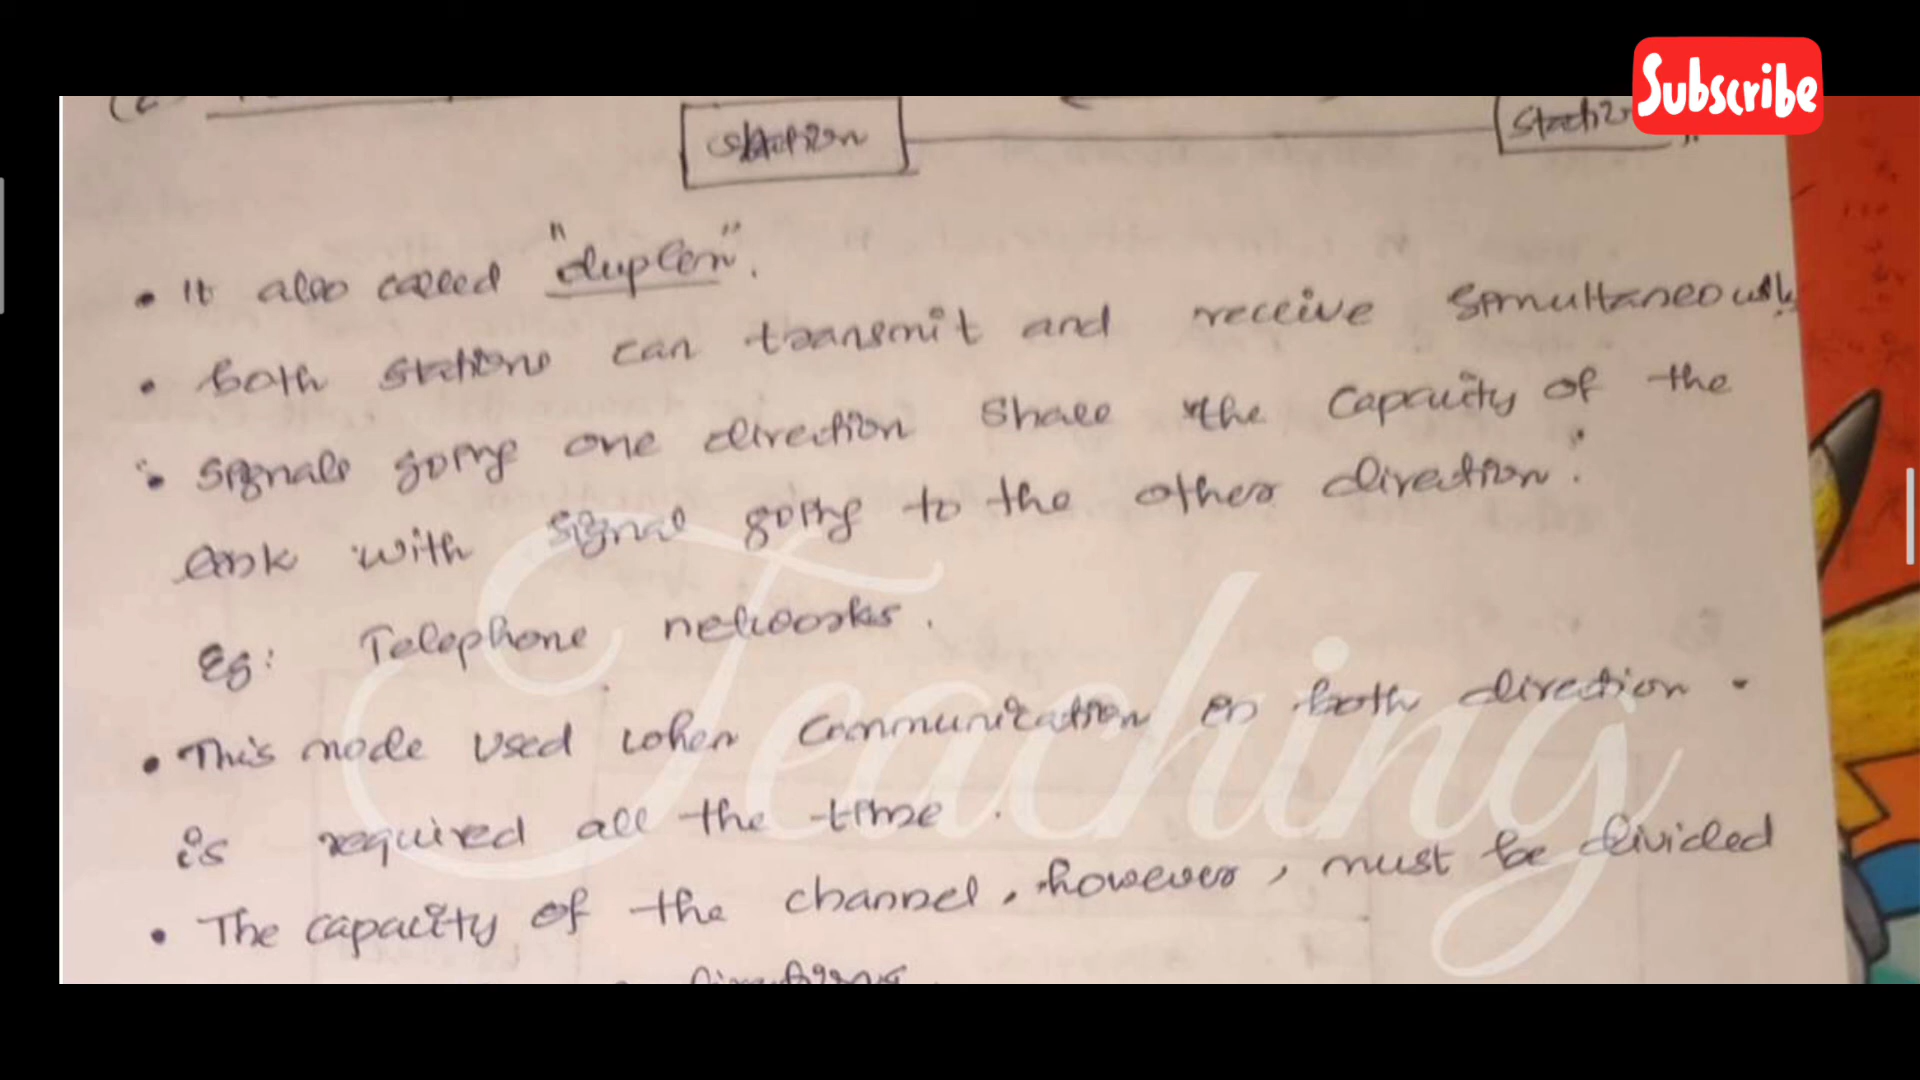 Subscribe
station
• It also called "duplex".
• both stations can transmit and receive simultaneously
• signals going one direction share the capacity of the
link with signal going to the other direction.
Eg: Telephone networks.
• This mode used when communication in both direction
is required all the time.
• The capacity of the channel, however, must be divided
directions
Teaching